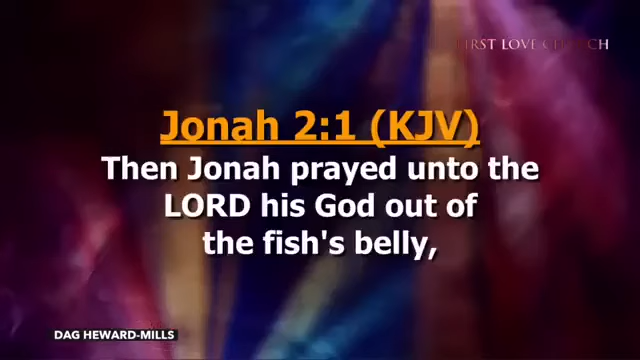 FIRST LOVE CHURCH
Jonah 2:1 (KJV)
Then Jonah prayed unto the
LORD his God out of
the fish's belly,
DAG HEWARD-MILLS